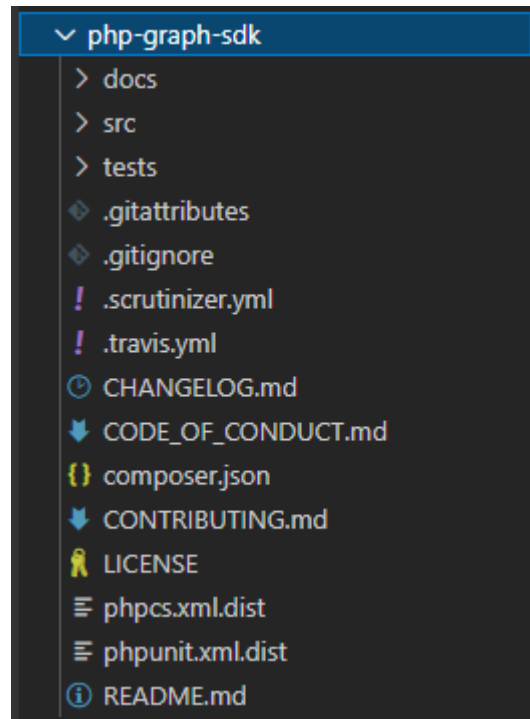 php-graph-sdk
docs
src
tests
.gitattributes
.gitignore
.scrutinizer.yml
.travis.yml
CHANGELOG.md
CODE_OF_CONDUCT.md
composer.json
CONTRIBUTING.md
LICENSE
phpcs.xml.dist
phpunit.xml.dist
README.md